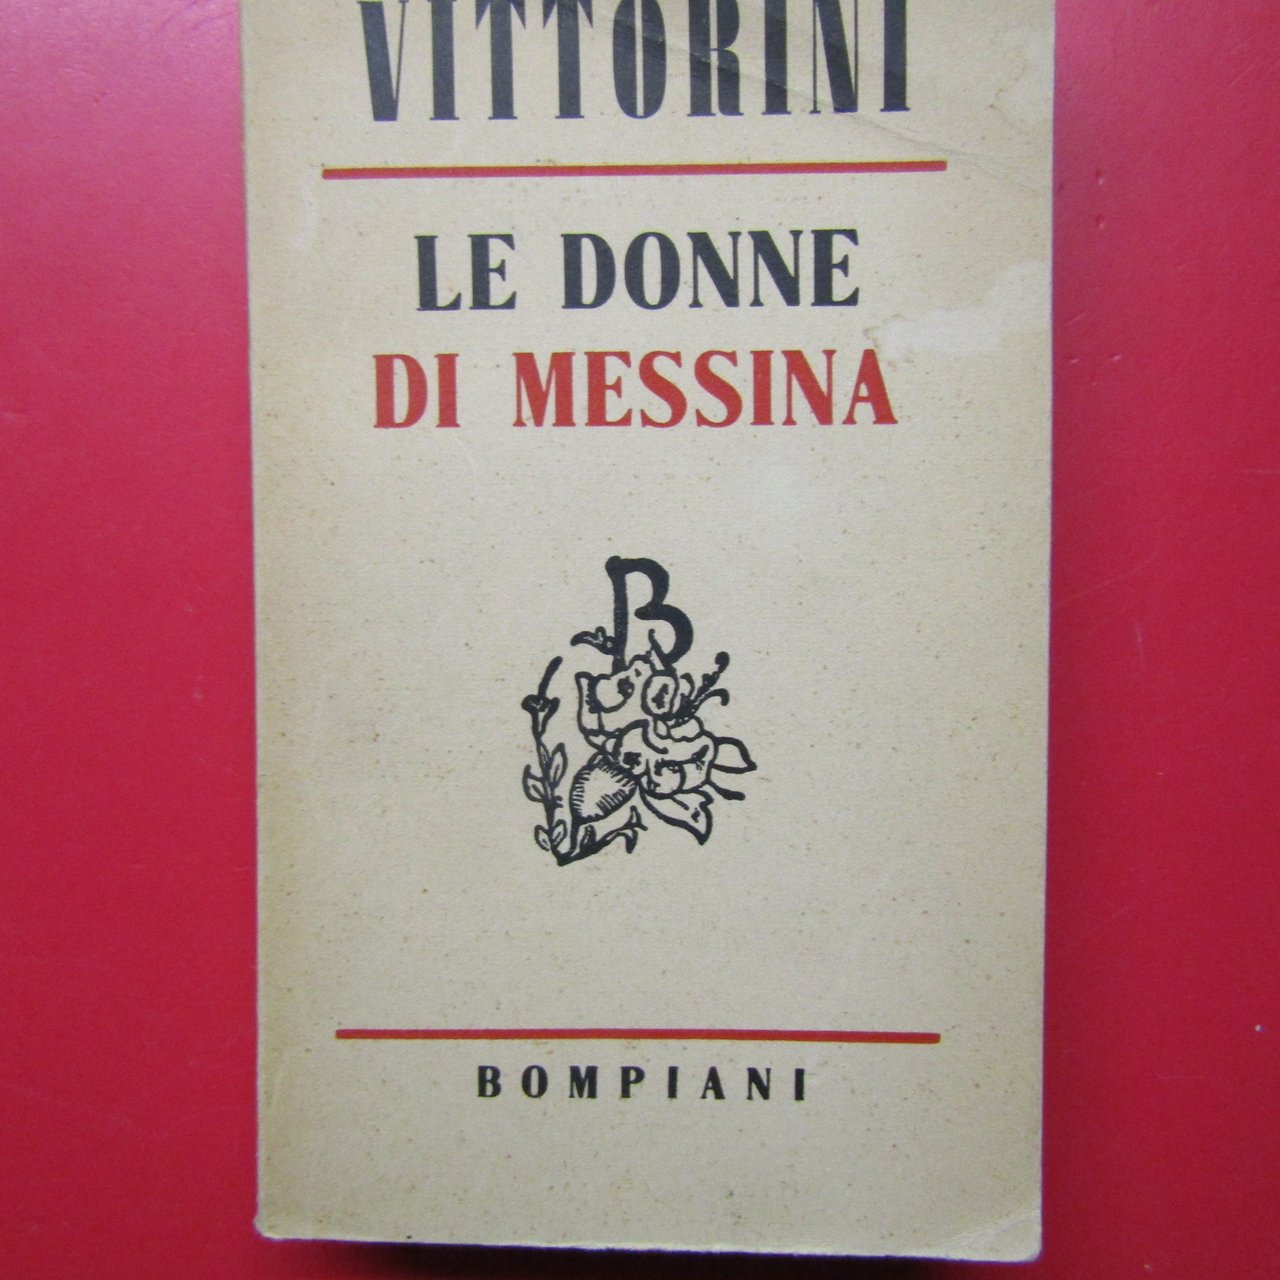 VITTORINI
LE DONNE
DI MESSINA
B
BOMPIANI